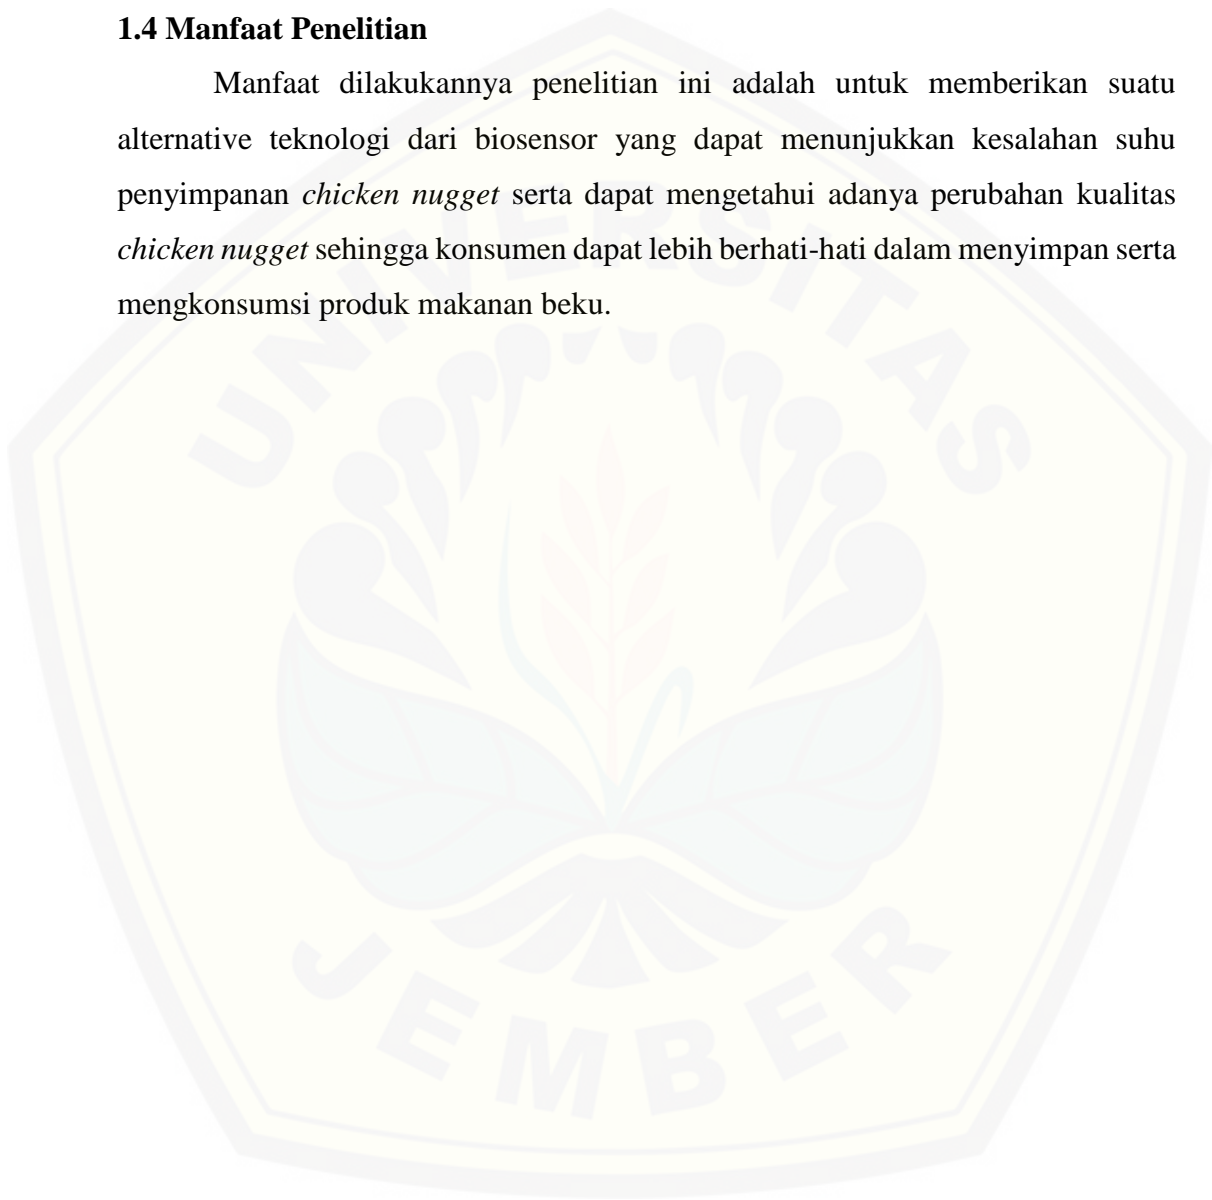 1.4 Manfaat Penelitian
Manfaat dilakukannya penelitian ini adalah untuk memberikan suatu
alternative teknologi dari biosensor yang dapat menunjukkan kesalahan suhu
penyimpanan chicken nugget serta dapat mengetahui adanya perubahan kualitas
chicken nugget sehingga konsumen dapat lebih berhati-hati dalam menyimpan serta
mengkonsumsi produk makanan beku.
UNIVERSITAS
JEMBER